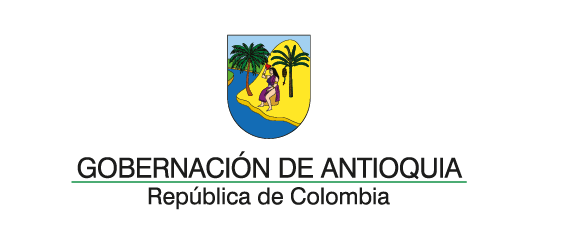 GOBERNACIÓN DE ANTIOQUIA
República de Colombia